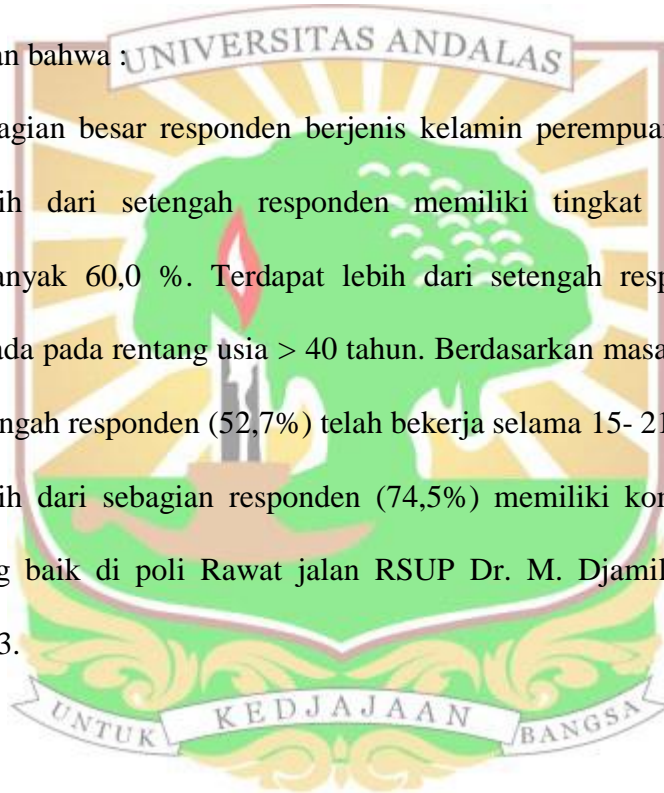 an bahwa :
UNIVERSITAS ANDALAS
agian besar responden berjenis kelamin perempuan
ih dari setengah responden memiliki tingkat
anyak 60,0 %. Terdapat lebih dari setengah resp
ada pada rentang usia > 40 tahun. Berdasarkan masa
ngah responden (52,7%) telah bekerja selama 15- 21
ih dari sebagian responden (74,5%) memiliki kor
g baik di poli Rawat jalan RSUP Dr. M. Djamil
3.
UNTUK KEDJAJAAN BANGSA